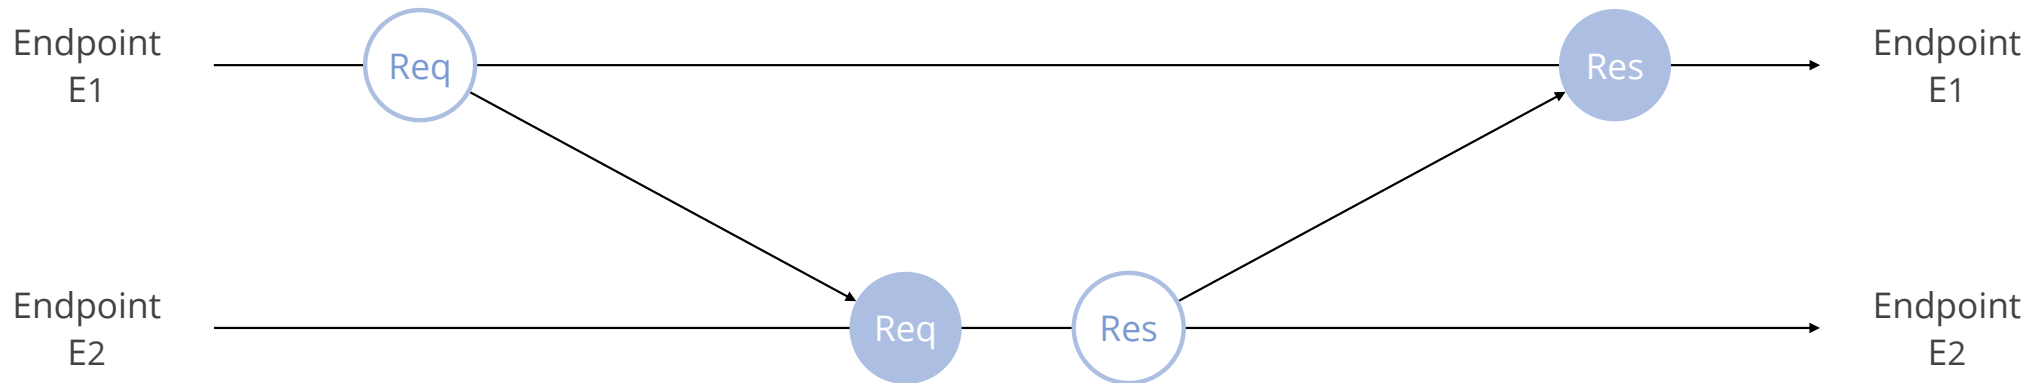 Endpoint
E1
Req
Res
Endpoint
E1
Endpoint
E2
Req
Res
Endpoint
E2